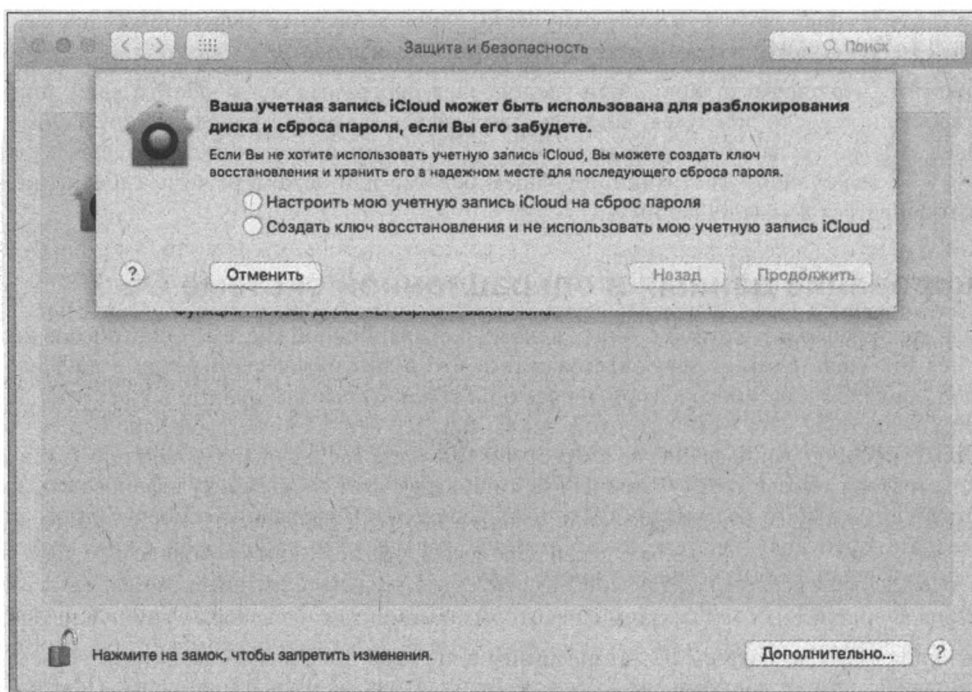 Защита и безопасность
Поиск
Ваша учетная запись iCloud может быть использована для разблокирования
диска и сброса пароля, если Вы его забудете.
Если Вы не хотите использовать учетную запись iCloud, Вы можете создать ключ
восстановления и хранить его в надежном месте для последующего сброса пароля.
Настроить мою учетную запись iCloud на сброс пароля
Создать ключ восстановления и не использовать мою учетную запись iCloud
?
Отменить
Назад
Продолжить
Нажмите на замок, чтобы запретить изменения.
Дополнительно...
?